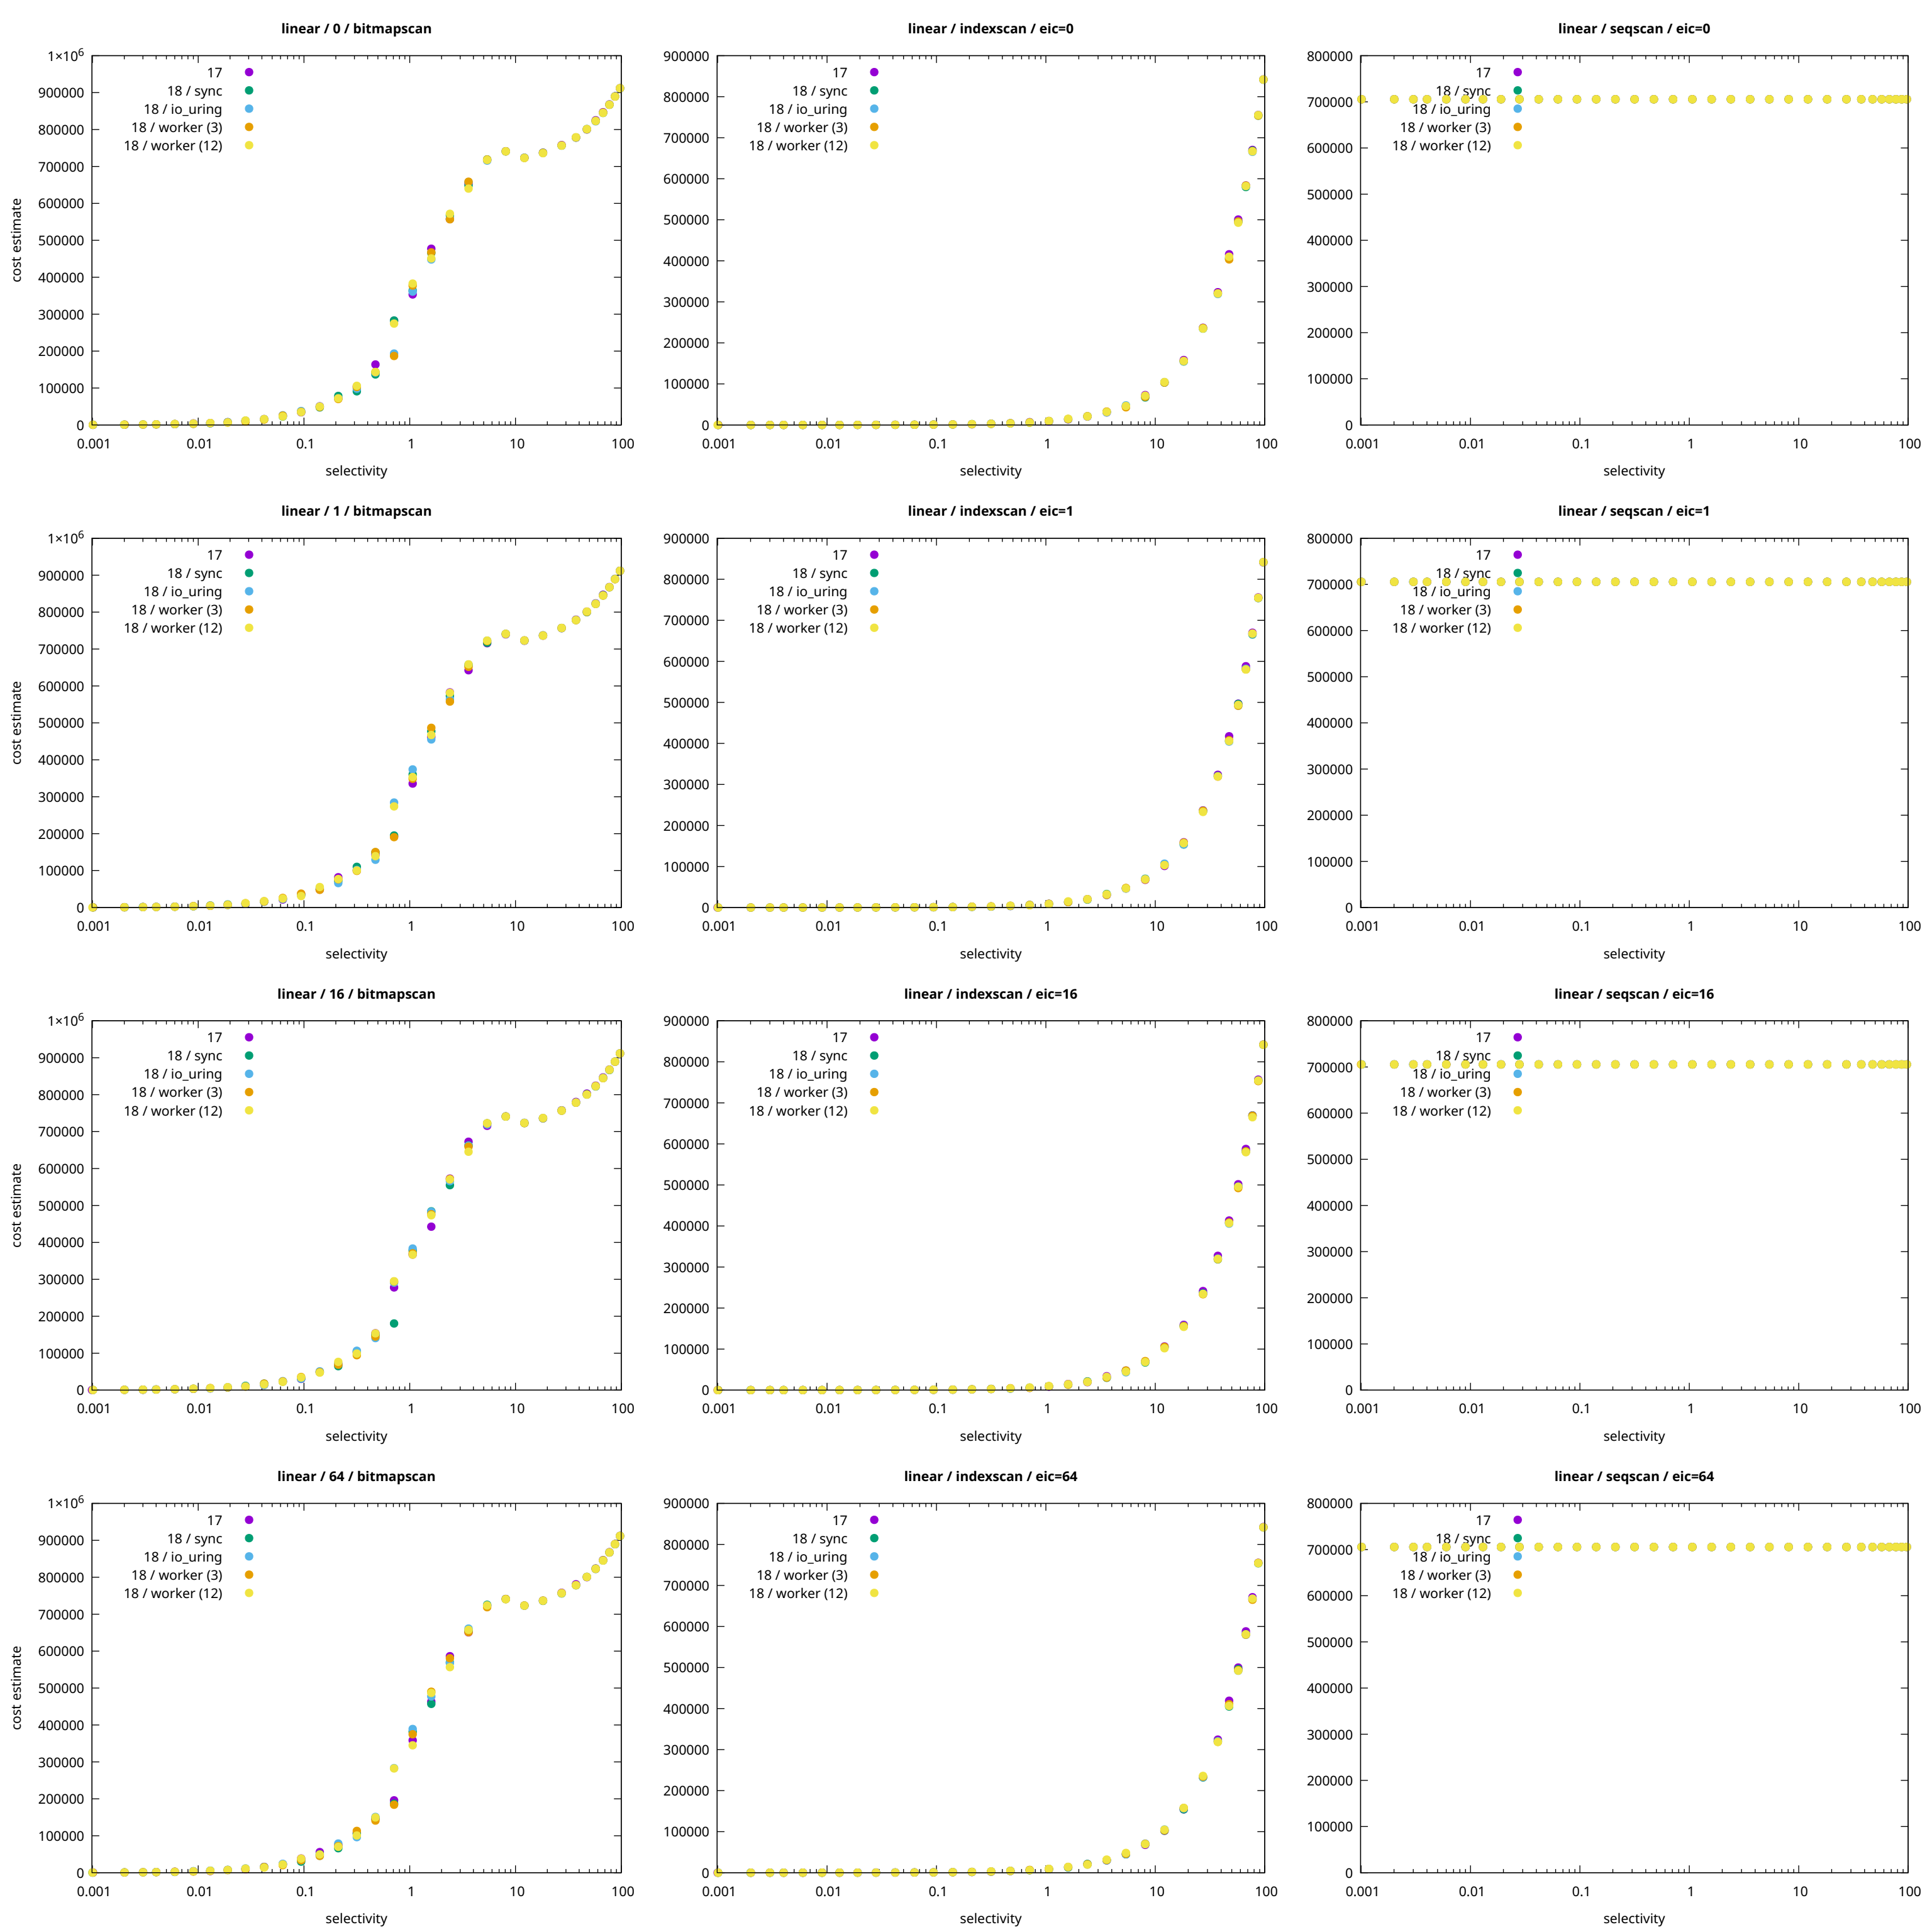 linear / 0 / bitmapscan
cost estimate
1×10⁶
900000
800000
700000
600000
500000
400000
300000
200000
100000
0
17
18 / sync
18 / io_uring
18 / worker (3)
18 / worker (12)
0.001 0.01 0.1 1 10 100
selectivity
linear / indexscan / eic=0
900000
800000
700000
600000
500000
400000
300000
200000
100000
0
17
18 / sync
18 / io_uring
18 / worker (3)
18 / worker (12)
0.001 0.01 0.1 1 10 100
selectivity
linear / seqscan / eic=0
800000
700000
600000
500000
400000
300000
200000
100000
0
17
18 / sync
18 / io_uring
18 / worker (3)
18 / worker (12)
0.001 0.01 0.1 1 10 100
selectivity
linear / 1 / bitmapscan
cost estimate
1×10⁶
900000
800000
700000
600000
500000
400000
300000
200000
100000
0
17
18 / sync
18 / io_uring
18 / worker (3)
18 / worker (12)
0.001 0.01 0.1 1 10 100
selectivity
linear / indexscan / eic=1
900000
800000
700000
600000
500000
400000
300000
200000
100000
0
17
18 / sync
18 / io_uring
18 / worker (3)
18 / worker (12)
0.001 0.01 0.1 1 10 100
selectivity
linear / seqscan / eic=1
800000
700000
600000
500000
400000
300000
200000
100000
0
17
18 / sync
18 / io_uring
18 / worker (3)
18 / worker (12)
0.001 0.01 0.1 1 10 100
selectivity
linear / 16 / bitmapscan
cost estimate
1×10⁶
900000
800000
700000
600000
500000
400000
300000
200000
100000
0
17
18 / sync
18 / io_uring
18 / worker (3)
18 / worker (12)
0.001 0.01 0.1 1 10 100
selectivity
linear / indexscan / eic=16
900000
800000
700000
600000
500000
400000
300000
200000
100000
0
17
18 / sync
18 / io_uring
18 / worker (3)
18 / worker (12)
0.001 0.01 0.1 1 10 100
selectivity
linear / seqscan / eic=16
800000
700000
600000
500000
400000
300000
200000
100000
0
17
18 / sync
18 / io_uring
18 / worker (3)
18 / worker (12)
0.001 0.01 0.1 1 10 100
selectivity
linear / 64 / bitmapscan
cost estimate
1×10⁶
900000
800000
700000
600000
500000
400000
300000
200000
100000
0
17
18 / sync
18 / io_uring
18 / worker (3)
18 / worker (12)
0.001 0.01 0.1 1 10 100
selectivity
linear / indexscan / eic=64
900000
800000
700000
600000
500000
400000
300000
200000
100000
0
17
18 / sync
18 / io_uring
18 / worker (3)
18 / worker (12)
0.001 0.01 0.1 1 10 100
selectivity
linear / seqscan / eic=64
800000
700000
600000
500000
400000
300000
200000
100000
0
17
18 / sync
18 / io_uring
18 / worker (3)
18 / worker (12)
0.001 0.01 0.1 1 10 100
selectivity